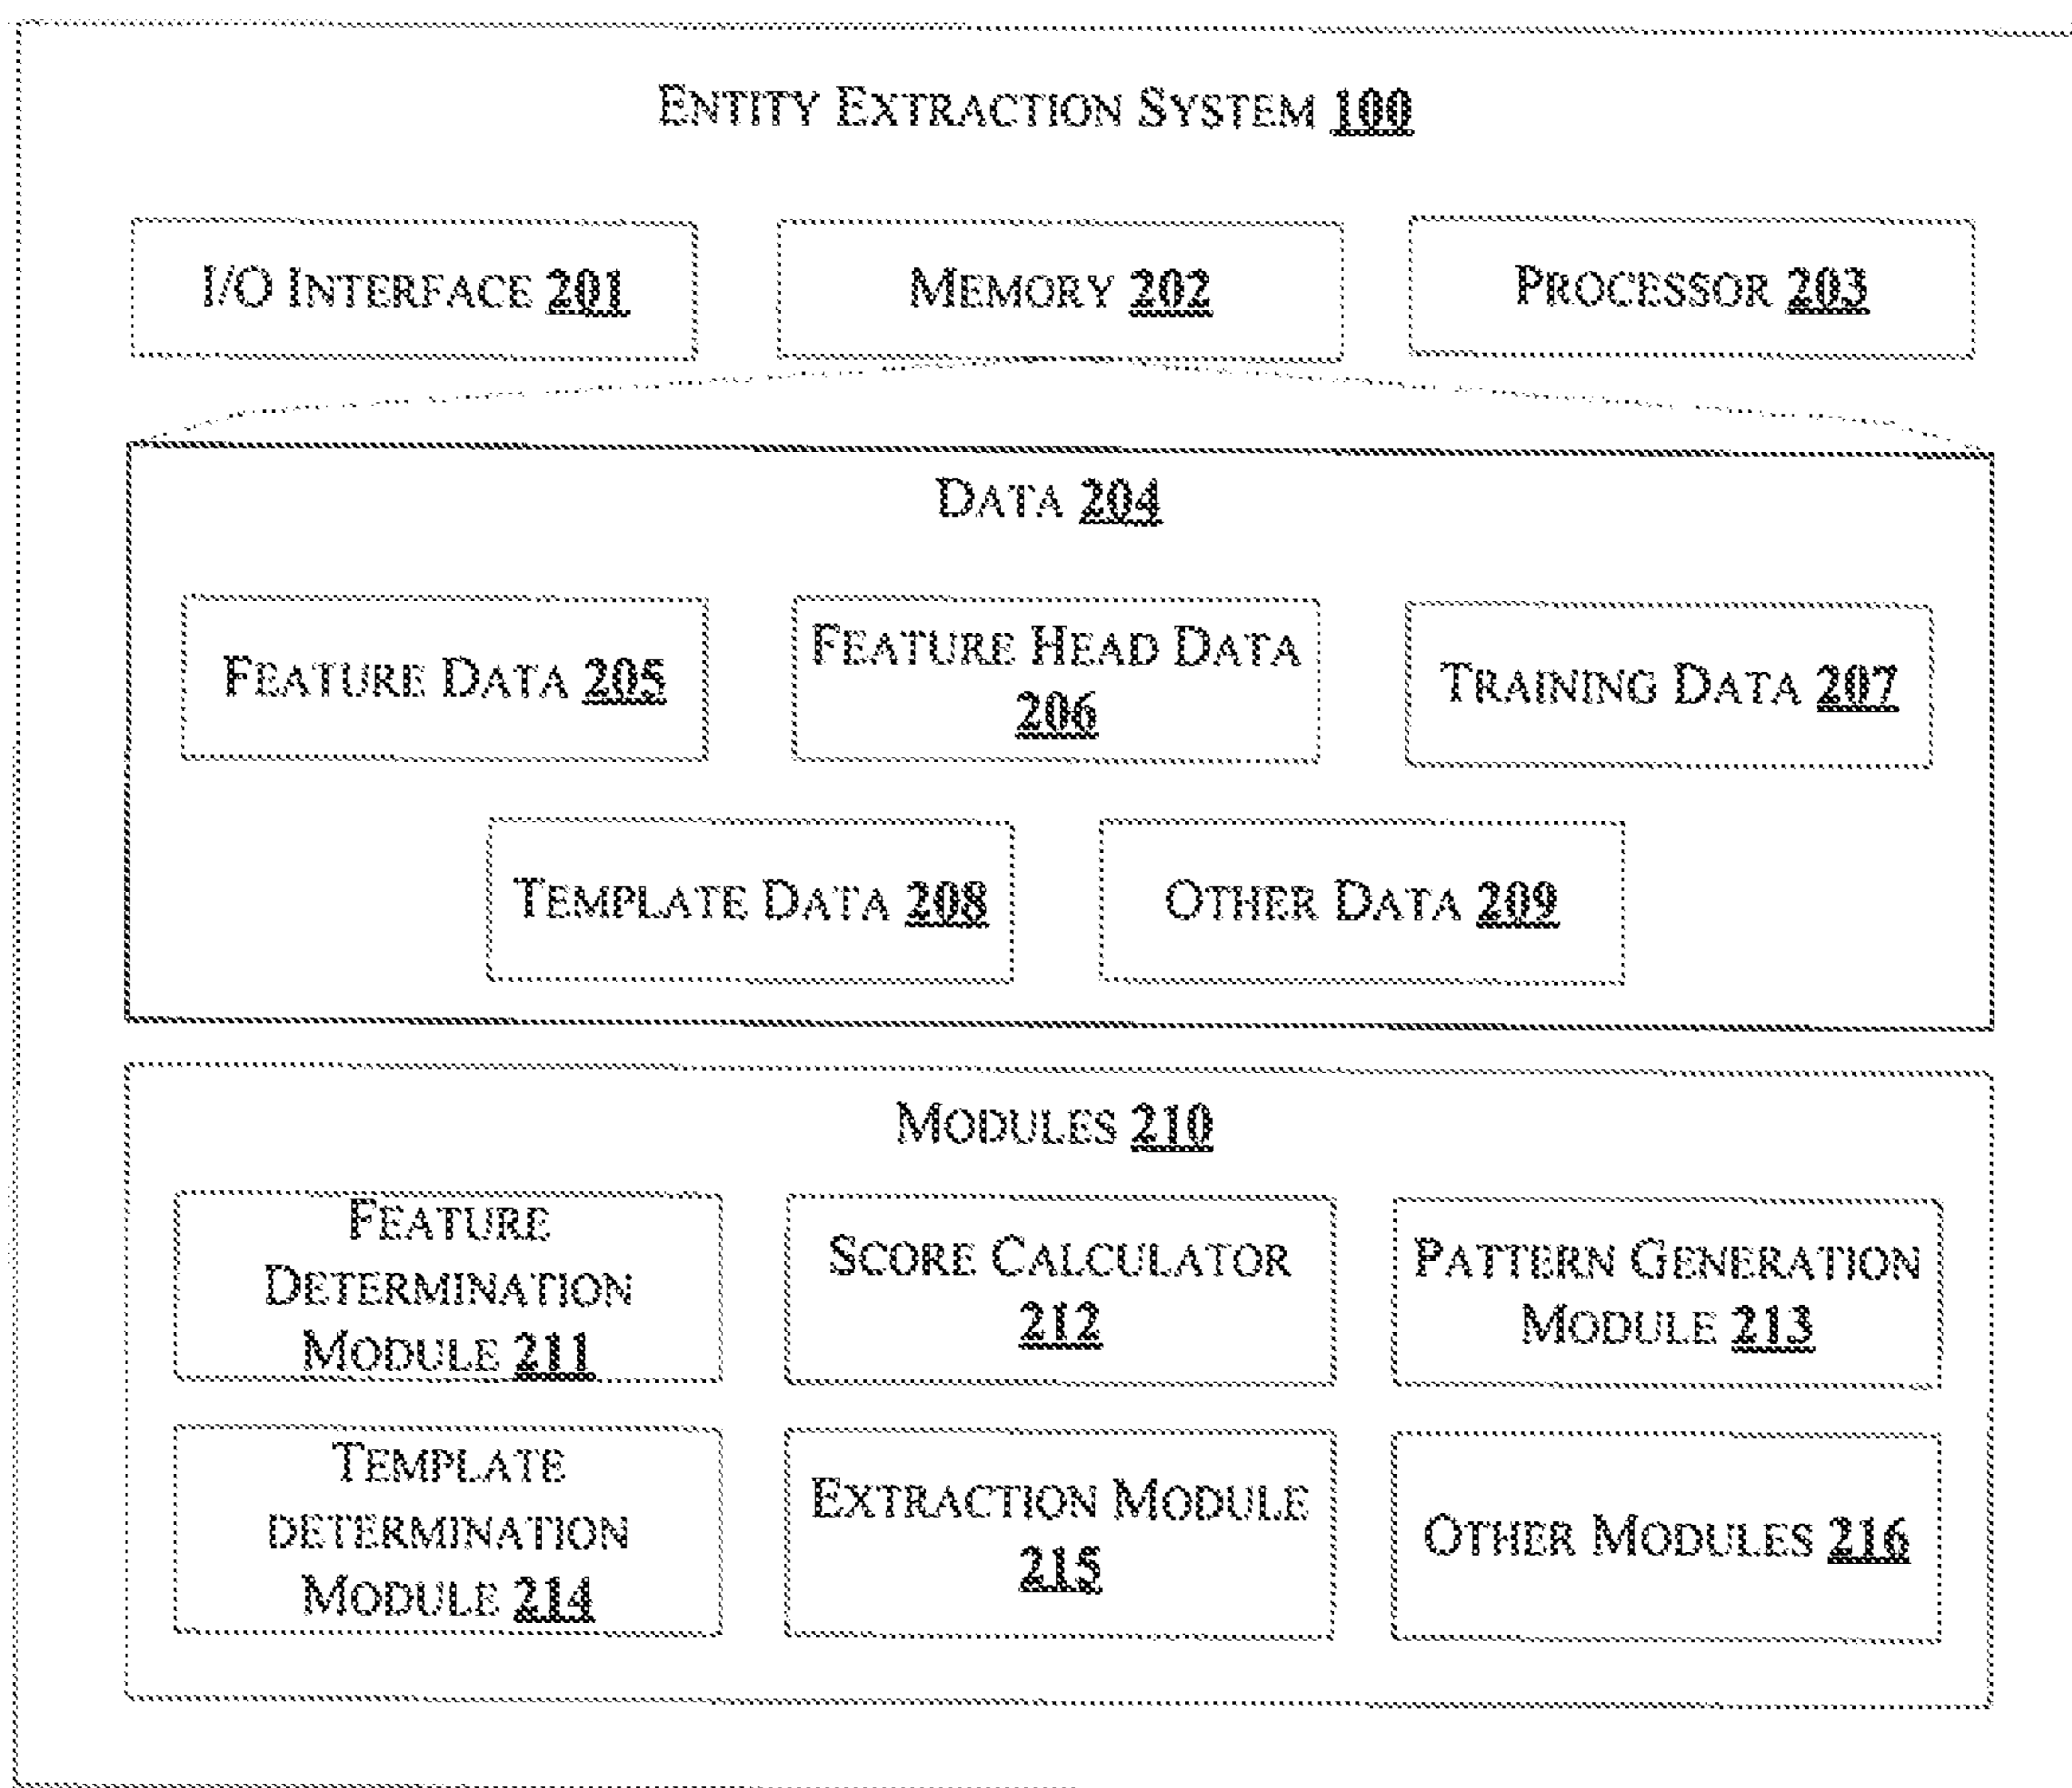 ENTITY EXTRACTION SYSTEM 100
I/O INTERFACE 201
MEMORY 202
PROCESSOR 203
DATA 204
FEATURE DATA 205
FEATURE HEAD DATA
206
TRAINING DATA 207
TEMPLATE DATA 208
OTHER DATA 209
MODULES 210
FEATURE
DETERMINATION
MODULE 211
SCORE CALCULATOR
212
PATTERN GENERATION
MODULE 213
TEMPLATE
DETERMINATION
MODULE 214
EXTRACTION MODULE
215
OTHER MODULES 216